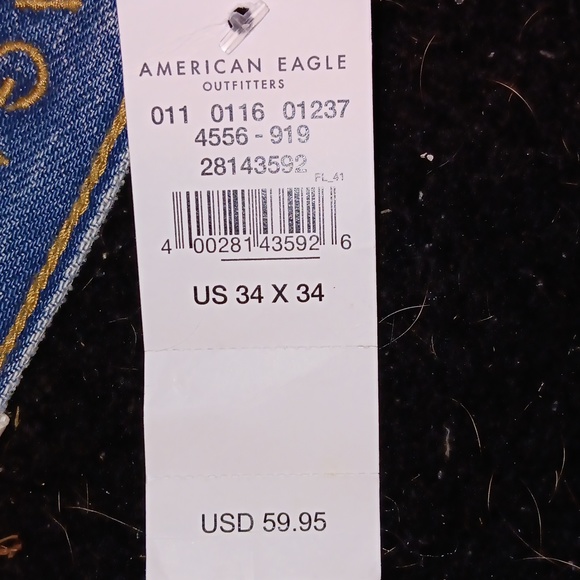 AMERICAN EAGLE
OUTFITTERS
011 0116 01237
4556-919
28143592
FL_41
4 00281 43592 6
US 34 X 34
USD 59.95